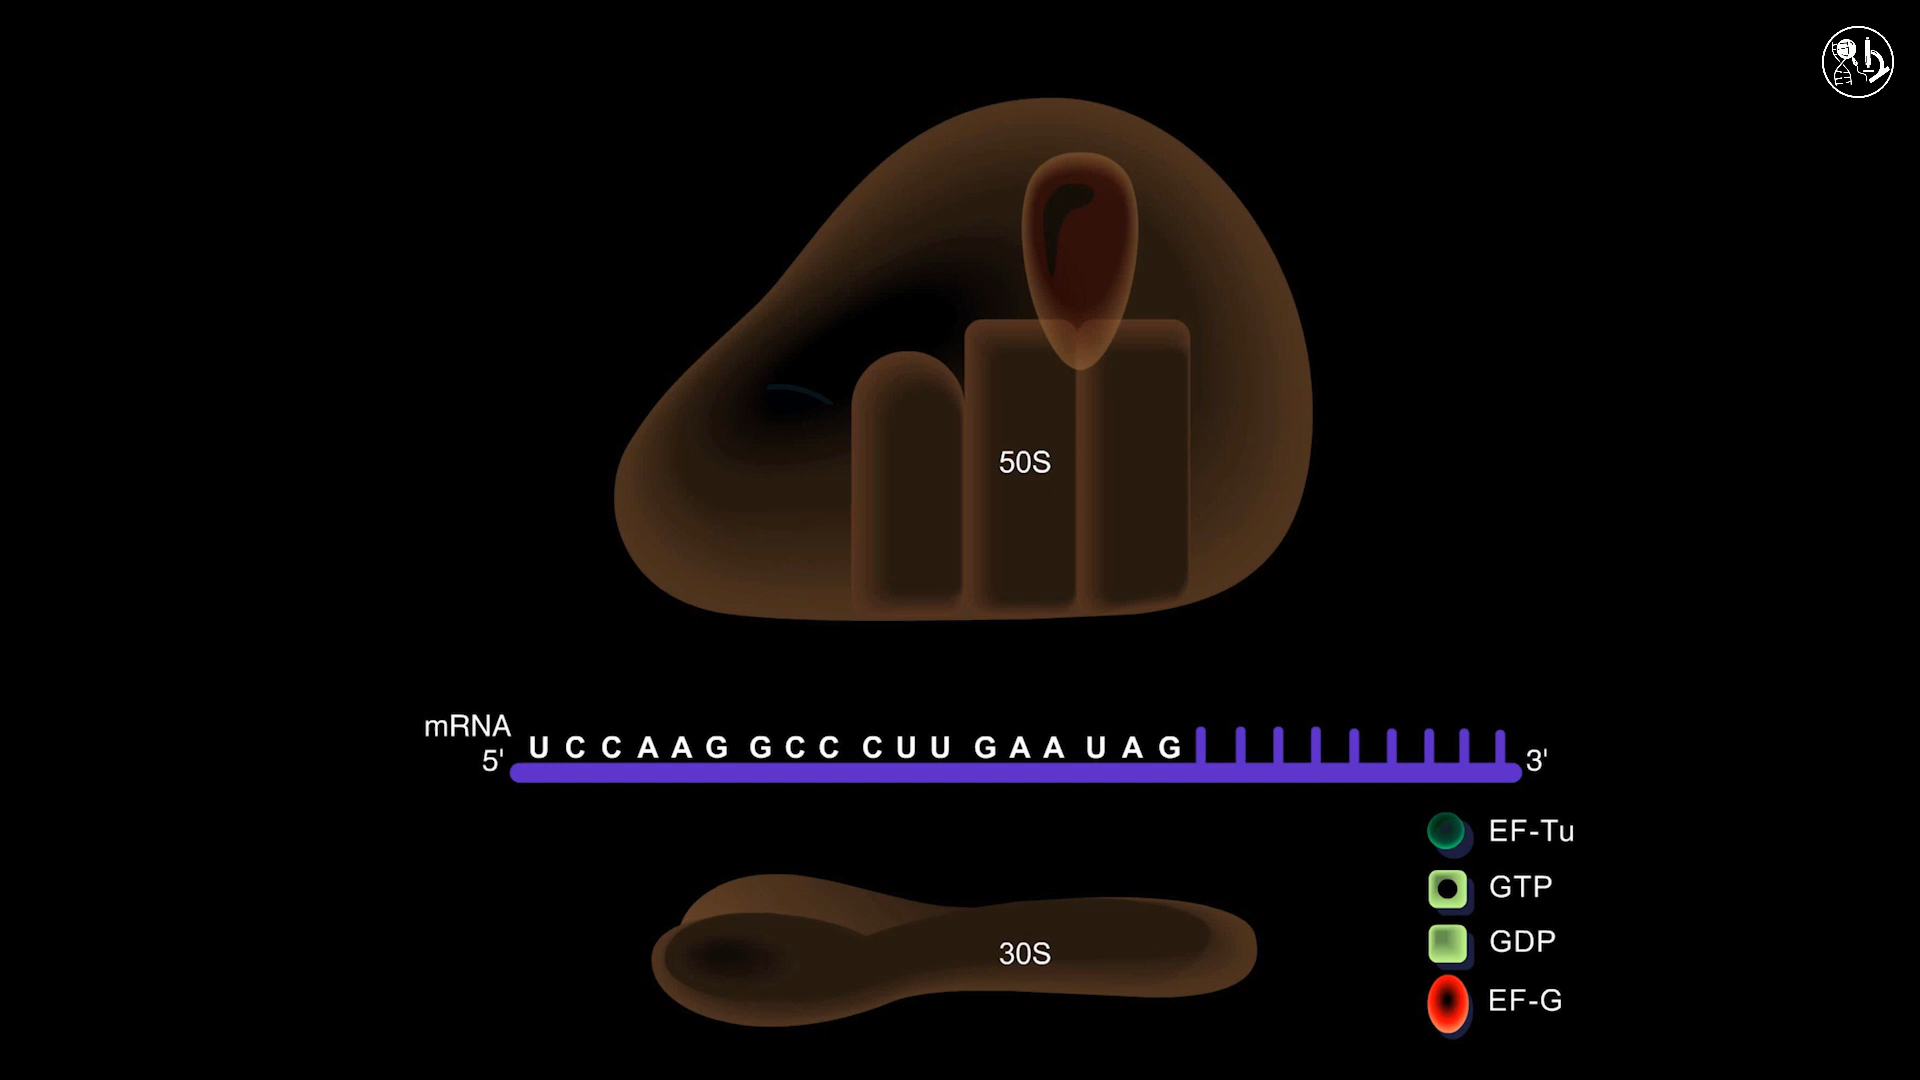 50S
mRNA
5' U C C A A G G C C C U U G A A U A G 3'
EF-Tu
GTP
30S
GDP
EF-G